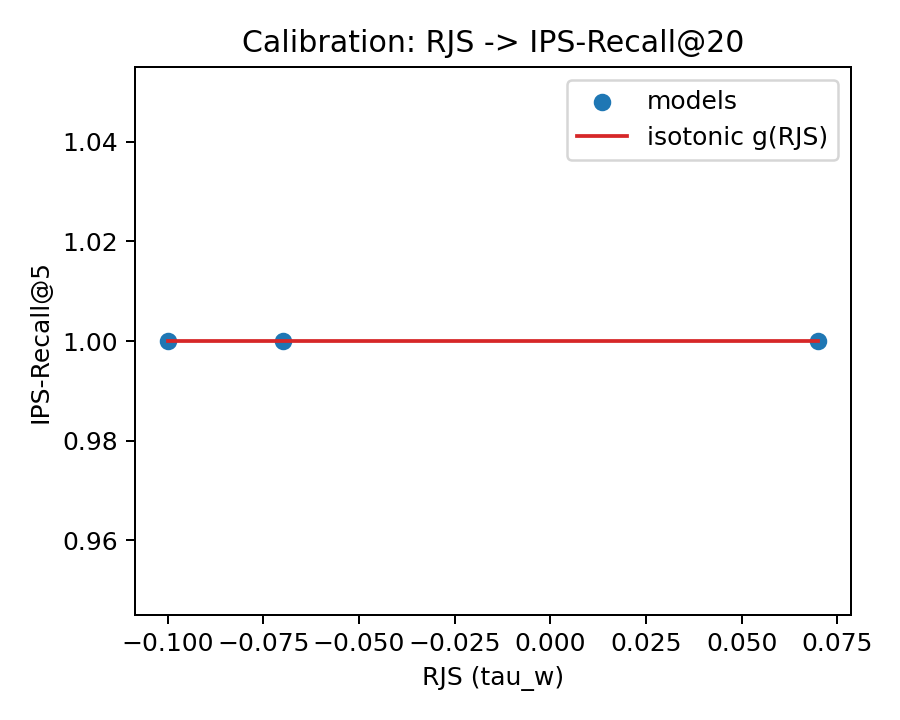 Calibration: RJS -> IPS-Recall@20
models
isotonic g(RJS)
IPS-Recall@5
1.04
1.02
1.00
0.98
0.96
−0.100 −0.075 −0.050 −0.025 0.000 0.025 0.050 0.075
RJS (tau_w)